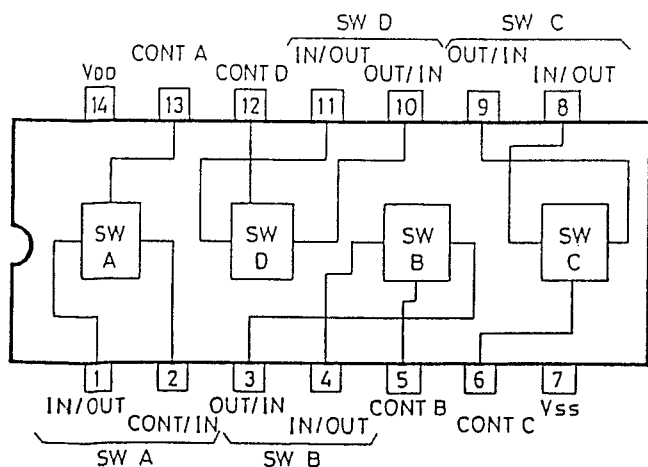 SW D SW C
CONT A IN/OUT OUT/IN
VDD CONT D OUT/IN IN/OUT
14 13 12 11 10 9 8
SW A
SW D
SW B
SW C
1 2 3 4 5 6 7
IN/OUT OUT/IN CONT B VSS
CONT/IN IN/OUT CONT C
SW A SW B